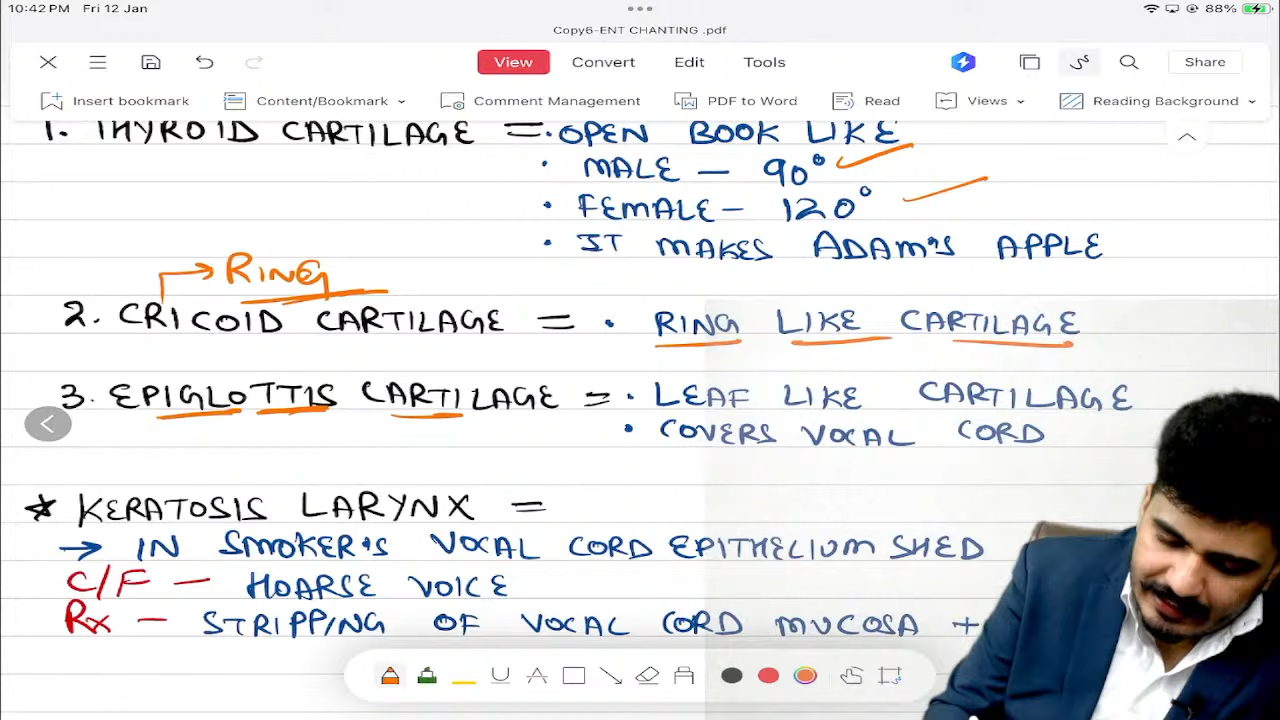 10:42 PM Fri 12 Jan
88%
Copy6-ENT CHANTING .pdf
View Convert Edit Tools Share
Insert bookmark Content/Bookmark Comment Management PDF to Word Read Views Reading Background
1. THYROID CARTILAGE = • OPEN BOOK LIKE
• MALE – 90°
• FEMALE – 120°
• IT MAKES ADAM'S APPLE
RING
2. CRICOID CARTILAGE = • RING LIKE CARTILAGE
3. EPIGLOTTIS CARTILAGE = • LEAF LIKE CARTILAGE
• COVERS VOCAL CORD
* KERATOSIS LARYNX =
→ IN SMOKER'S VOCAL CORD EPITHELIUM SHED
C/F – HOARSE VOICE
Rx – STRIPPING OF VOCAL CORD MUCOSA +